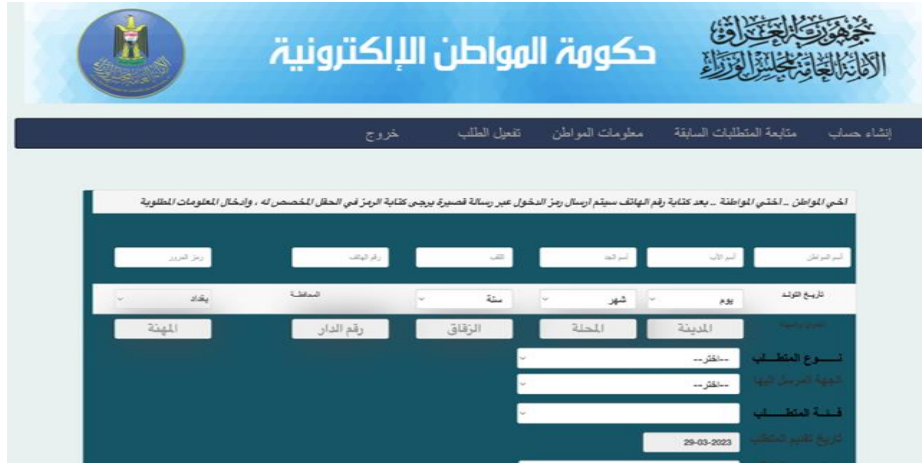 جمهورية العراق
الأمانة العامة لمجلس الوزراء
حكومة المواطن الإلكترونية
إنشاء حساب متابعة المتطلبات السابقة معلومات المواطن تفعيل الطلب خروج
اخي المواطن .. اختي المواطنة .. بعد كتابة رقم الهاتف سيتم ارسال رمز الدخول عبر رسالة قصيرة يرجى كتابة الرمز في الحقل المخصص له ، وادخال المعلومات المطلوبة
أسم المواطن أسم الأب أسم الجد اللقب رقم الهاتف رمز المرور
تاريخ التولد يوم شهر سنة المحافظة بغداد
المدينة المحلة الزقاق رقم الدار المهنة
نـــوع المتطلـــب --اختر--
الجهة المرسل اليها --اختر--
فـئـة المتطـــلب
تاريخ تقديم المتطلب 29-03-2023